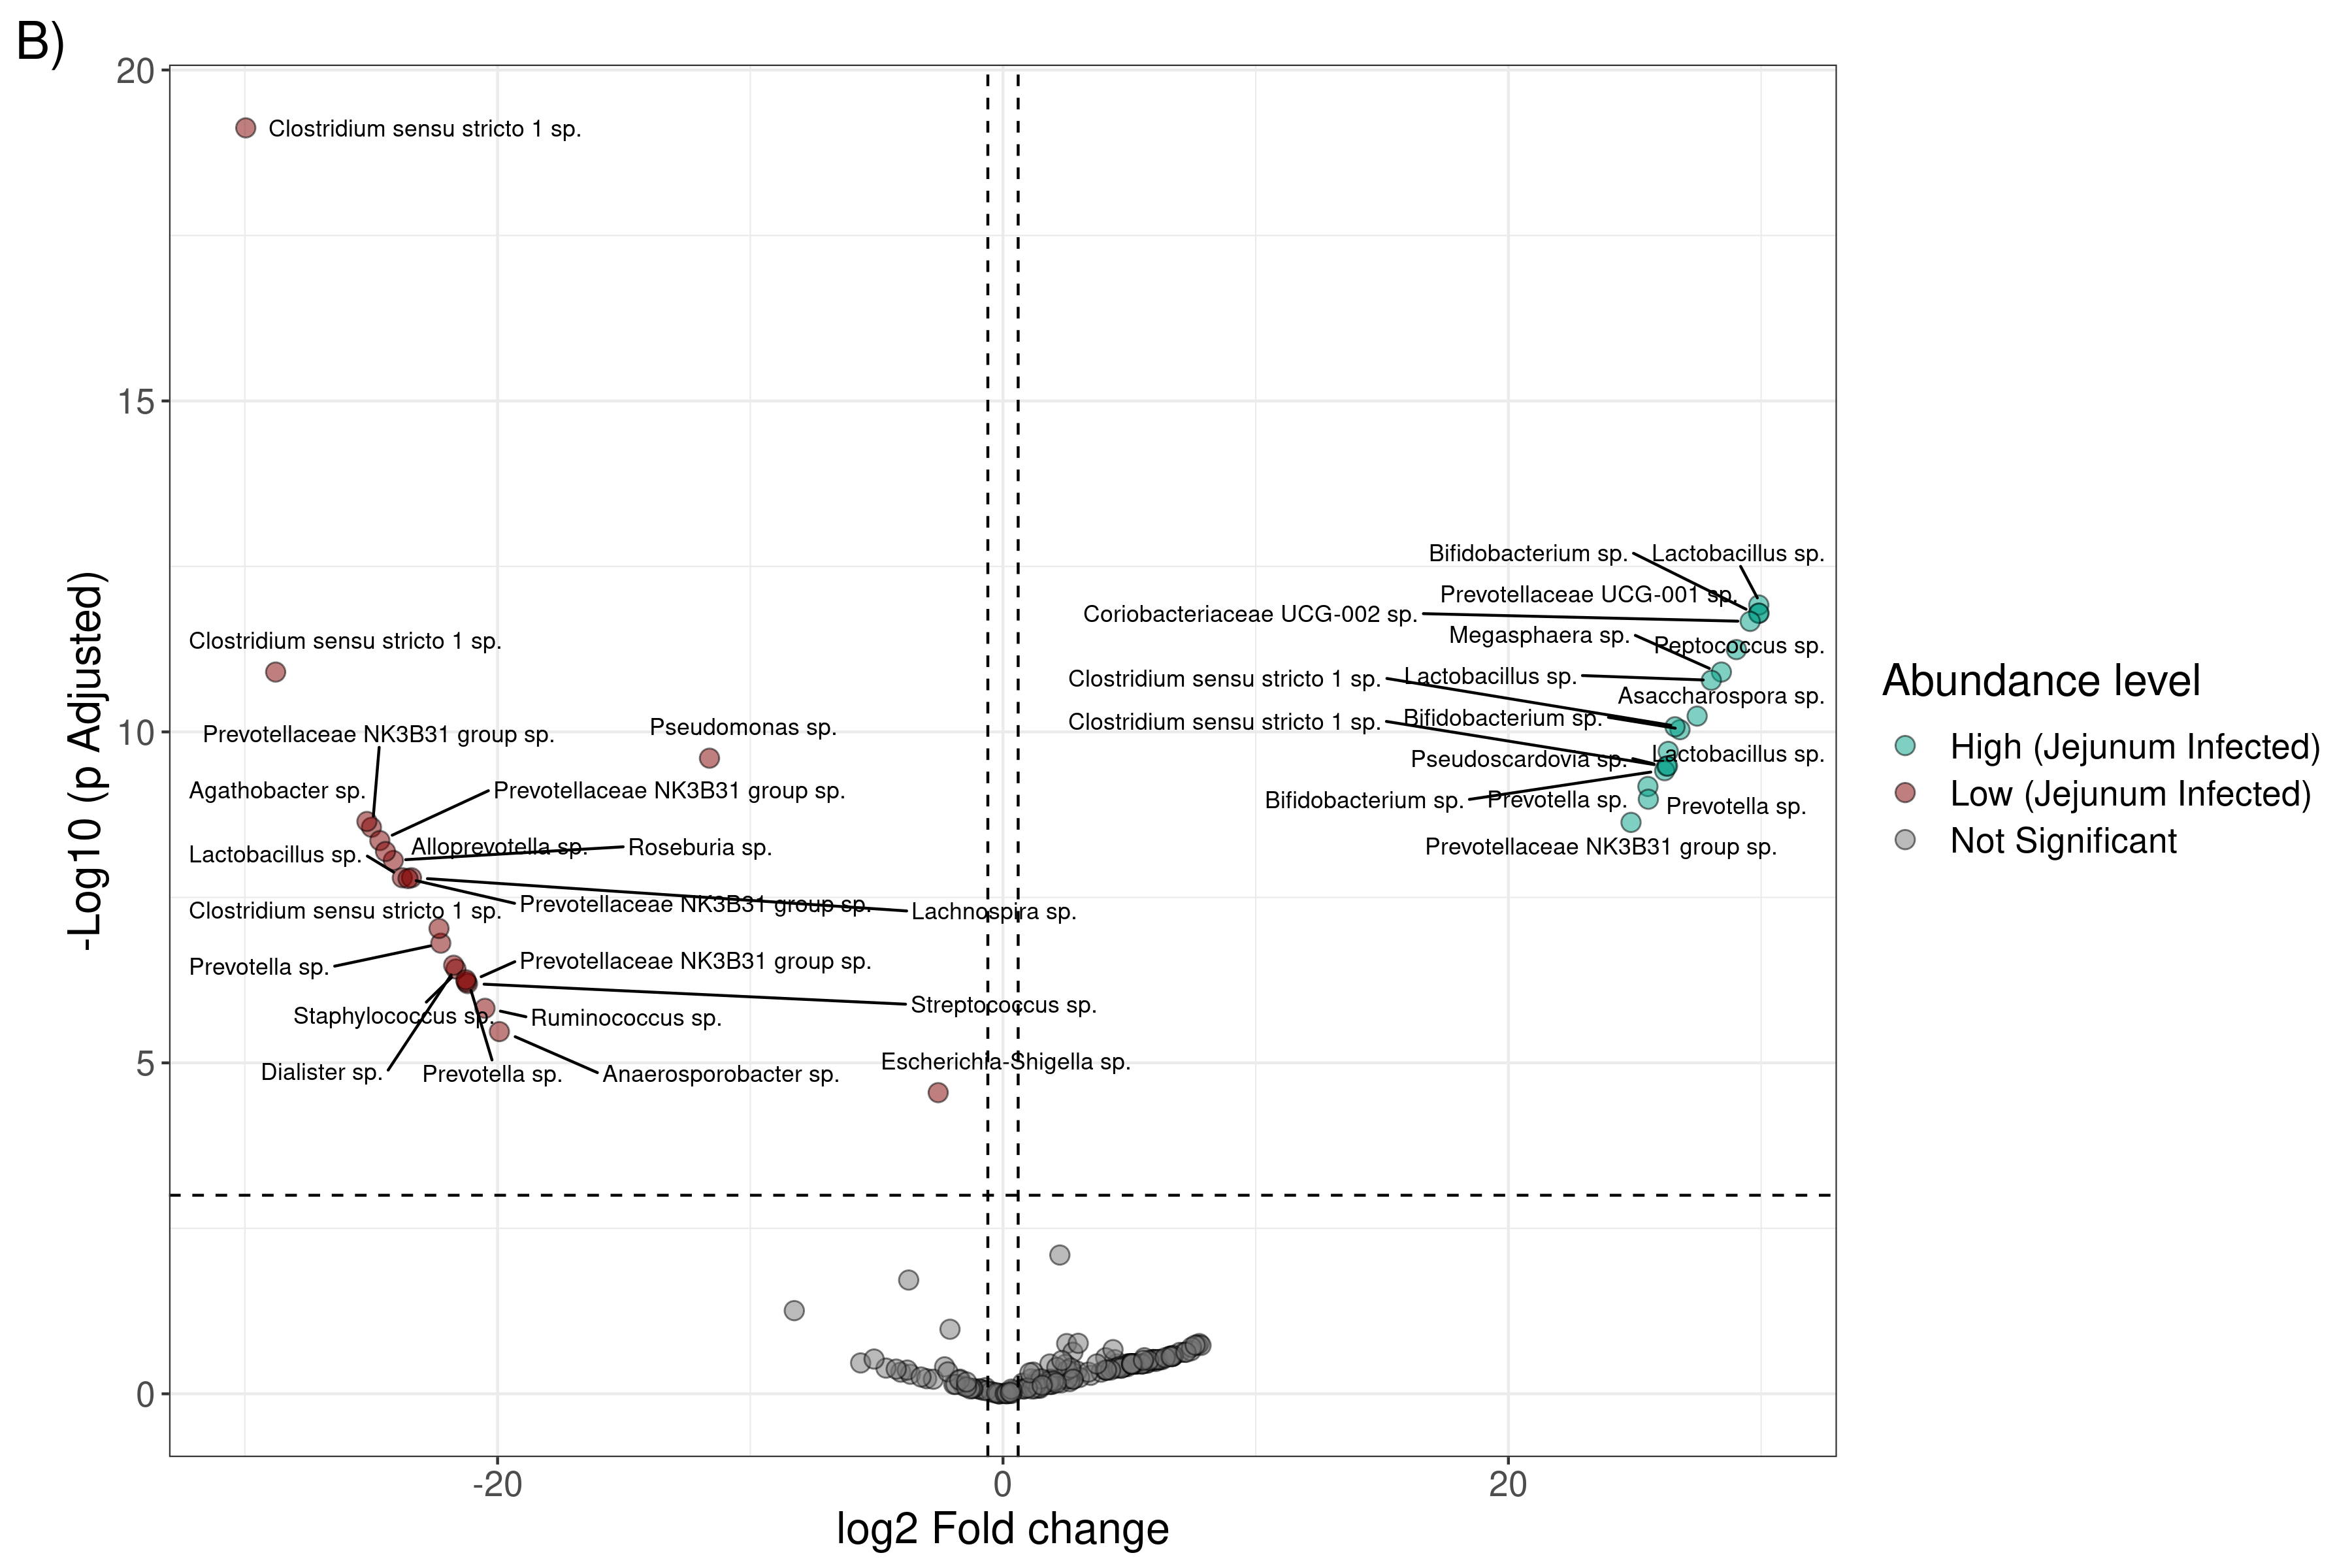 B)
20
Clostridium sensu stricto 1 sp.
15
Bifidobacterium sp.
Lactobacillus sp.
Prevotellaceae UCG-001 sp.
Coriobacteriaceae UCG-002 sp.
Megasphaera sp.
Peptococcus sp.
Clostridium sensu stricto 1 sp.
Clostridium sensu stricto 1 sp.
Lactobacillus sp.
Asaccharospora sp.
Clostridium sensu stricto 1 sp.
Bifidobacterium sp.
Pseudomonas sp.
10
Prevotellaceae NK3B31 group sp.
Pseudoscardovia sp.
Lactobacillus sp.
Agathobacter sp.
Prevotellaceae NK3B31 group sp.
Bifidobacterium sp.
Prevotella sp.
Prevotella sp.
Alloprevotella sp.
Roseburia sp.
Prevotellaceae NK3B31 group sp.
Lactobacillus sp.
Prevotellaceae NK3B31 group sp.
Clostridium sensu stricto 1 sp.
Lachnospira sp.
Prevotellaceae NK3B31 group sp.
Prevotella sp.
Streptococcus sp.
Staphylococcus sp.
Ruminococcus sp.
5
Escherichia-Shigella sp.
Dialister sp.
Prevotella sp.
Anaerosporobacter sp.
0
-20
0
20
log2 Fold change
-Log10 (p Adjusted)
Abundance level
High (Jejunum Infected)
Low (Jejunum Infected)
Not Significant